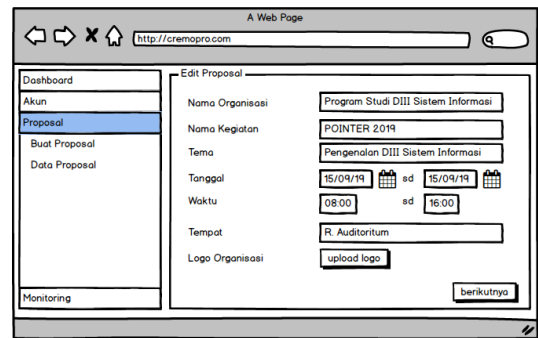 A Web Page
http://cremopro.com
Dashboard
Akun
Proposal
Buat Proposal
Data Proposal
Monitoring
Edit Proposal
Nama Organisasi Program Studi DIII Sistem Informasi
Nama Kegiatan POINTER 2019
Tema Pengenalan DIII Sistem Informasi
Tanggal 15/09/19 sd 15/09/19
Waktu 08:00 sd 16:00
Tempat R. Auditoritum
Logo Organisasi upload logo
berikutnya